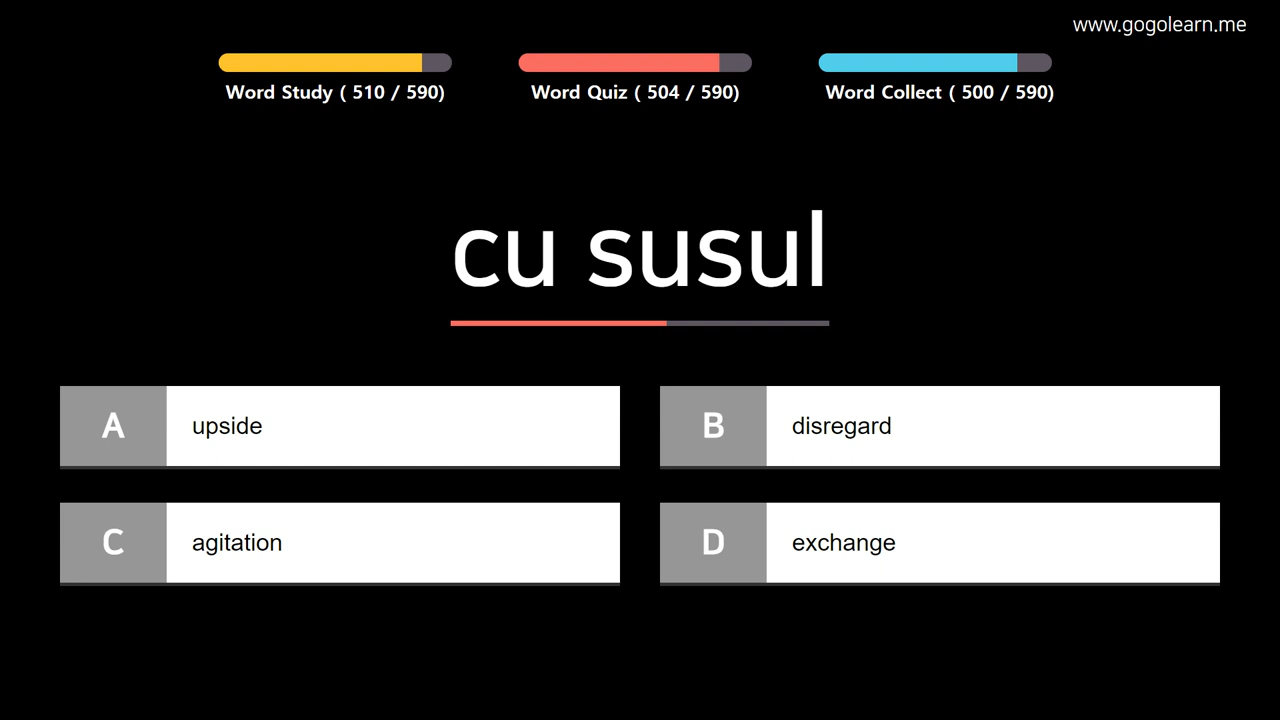 www.gogolearn.me
Word Study ( 510 / 590)
Word Quiz ( 504 / 590)
Word Collect ( 500 / 590)
cu susul
A upside
B disregard
C agitation
D exchange